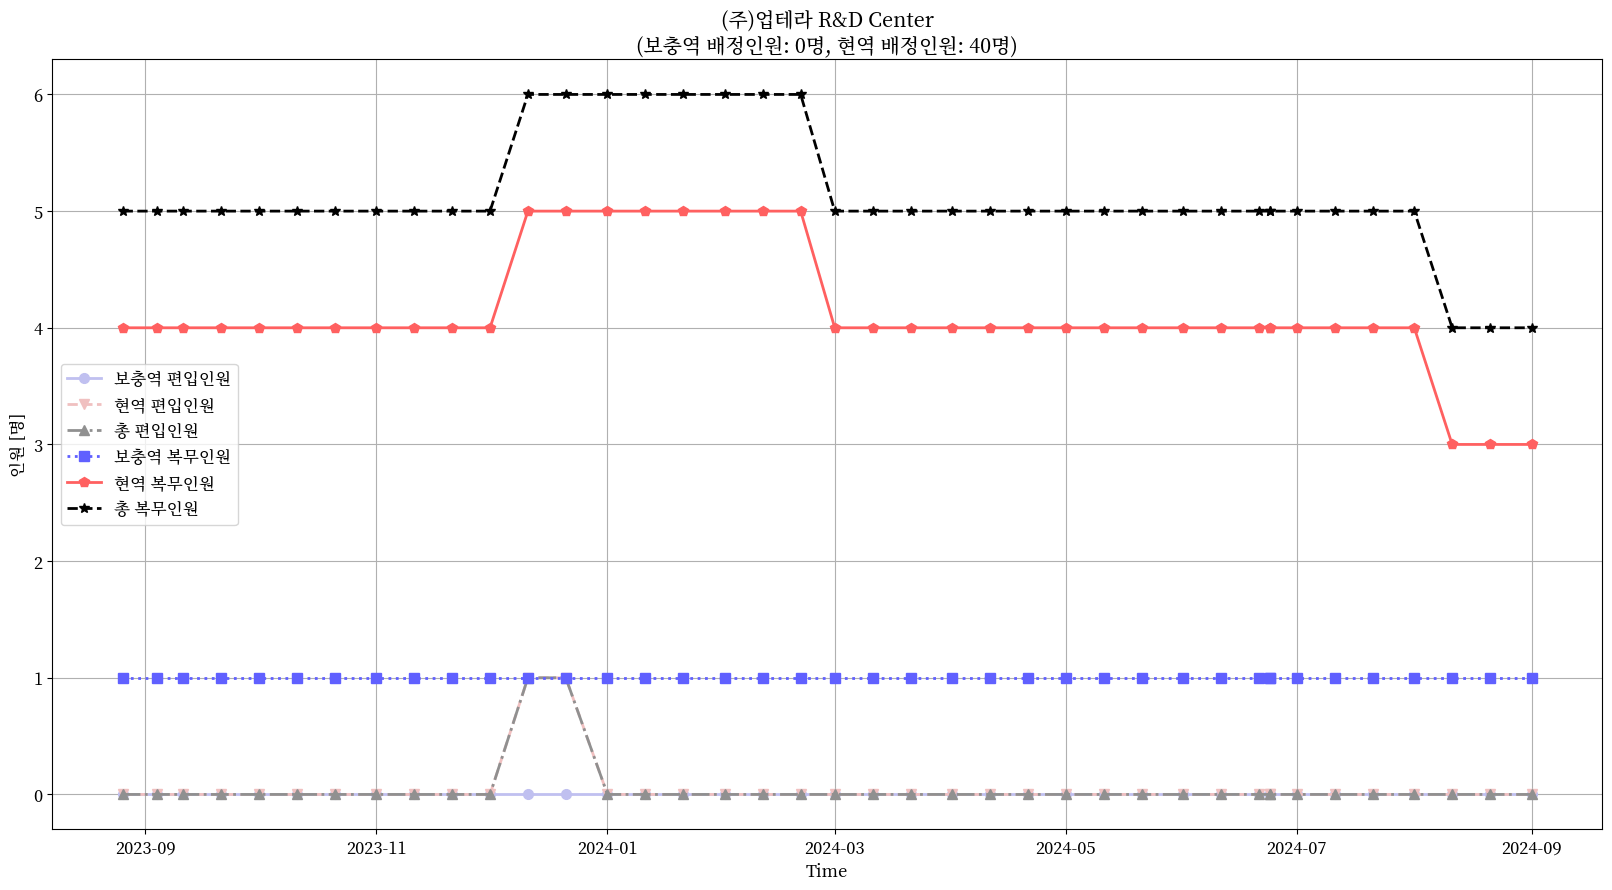 (주)업테라 R&D Center
(보충역 배정인원: 0명, 현역 배정인원: 40명)
인원 [명]
6
5
4
3
2
1
0
보충역 편입인원
현역 편입인원
총 편입인원
보충역 복무인원
현역 복무인원
총 복무인원
2023-09
2023-11
2024-01
2024-03
2024-05
2024-07
2024-09
Time